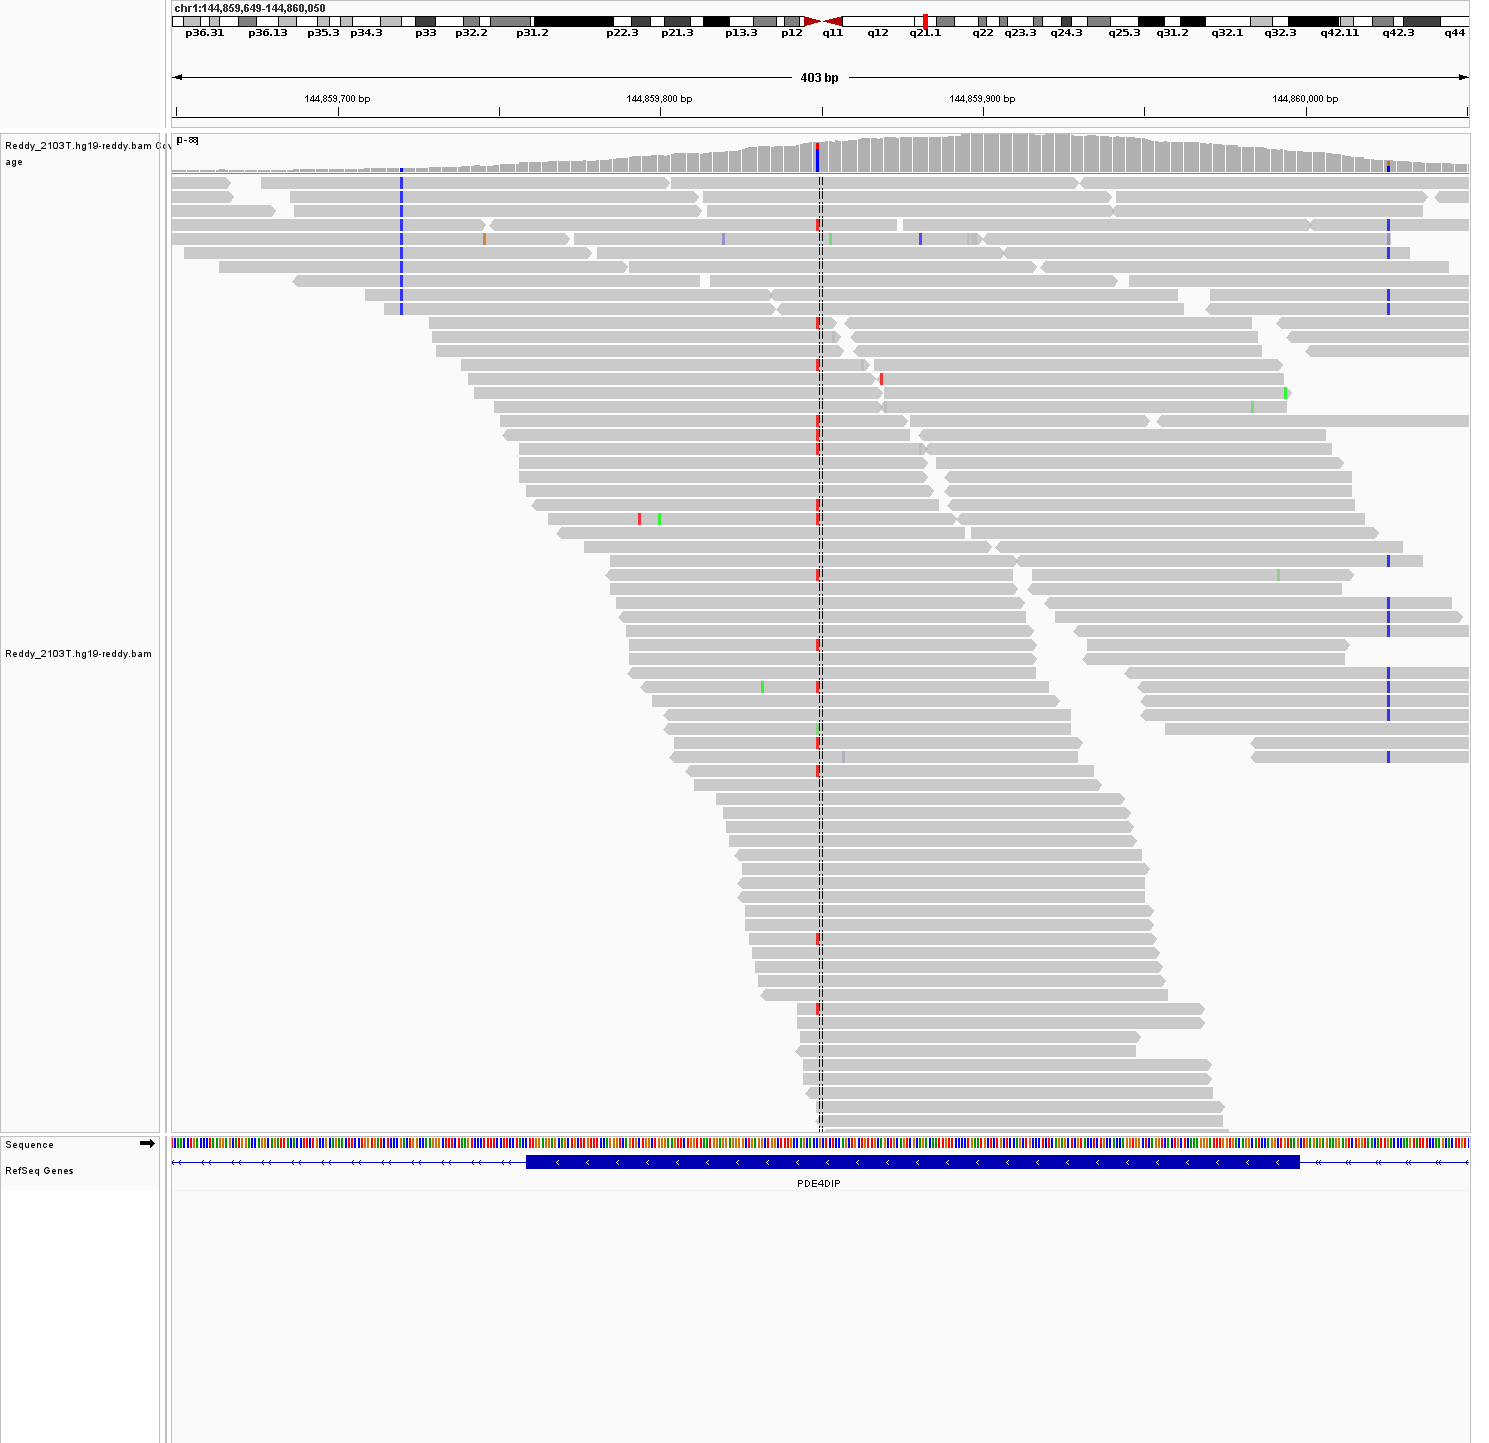 chr1:144,859,649-144,860,050
p36.31 p36.13 p35.3 p34.3 p33 p32.2 p31.2 p22.3 p21.3 p13.3 p12 q11 q12 q21.1 q22 q23.3 q24.3 q25.3 q31.2 q32.1 q32.3 q42.11 q42.3 q44
403 bp
144,859,700 bp 144,859,800 bp 144,859,900 bp 144,860,000 bp
Reddy_2103T.hg19-reddy.bam Cov
age
Reddy_2103T.hg19-reddy.bam
Sequence
RefSeq Genes
PDE4DIP